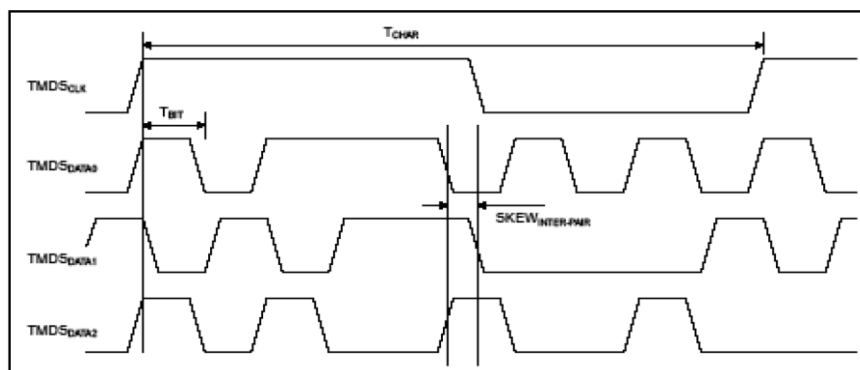 TCHAR
TMDSCLK
TBIT
TMDSDATA0
SKEWINTER-PAIR
TMDSDATA1
TMDSDATA2